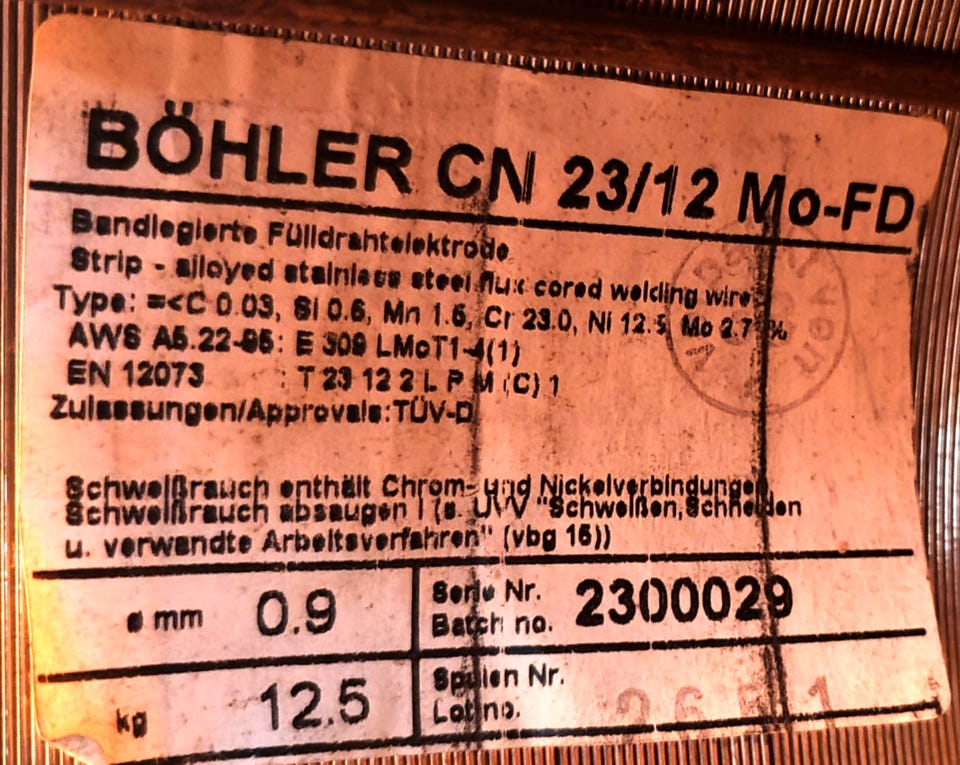 BÖHLER CN 23/12 Mo-FD
Bandlegierte Fülldrahtelektrode
Strip - alloyed stainless steel flux cored welding wire
Type: =<C 0.03, Si 0.6, Mn 1.5, Cr 23.0, Ni 12.5, Mo 2.7 %
AWS A5.22-95: E 309 LMoT1-4(1)
EN 12073 : T 23 12 2 L P M (C) 1
Zulassungen/Approvals:TÜV-D
Schweißrauch enthält Chrom- und Nickelverbindungen
Schweißrauch absaugen ! (s. UVV "Schweißen,Schneiden
u. verwandte Arbeitsverfahren" (vbg 15))
ø mm 0.9 Serie Nr.
Batch no. 2300029
kg 12.5 Spulen Nr.
Lot no.